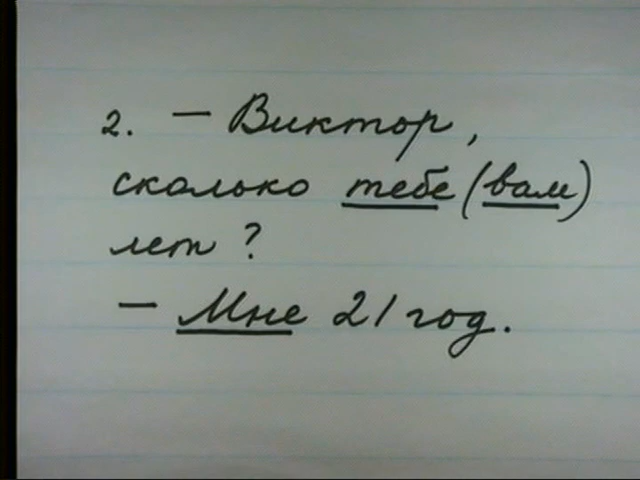 2. — Виктор,
сколько тебе (вам)
лет?
— Мне 21 год.